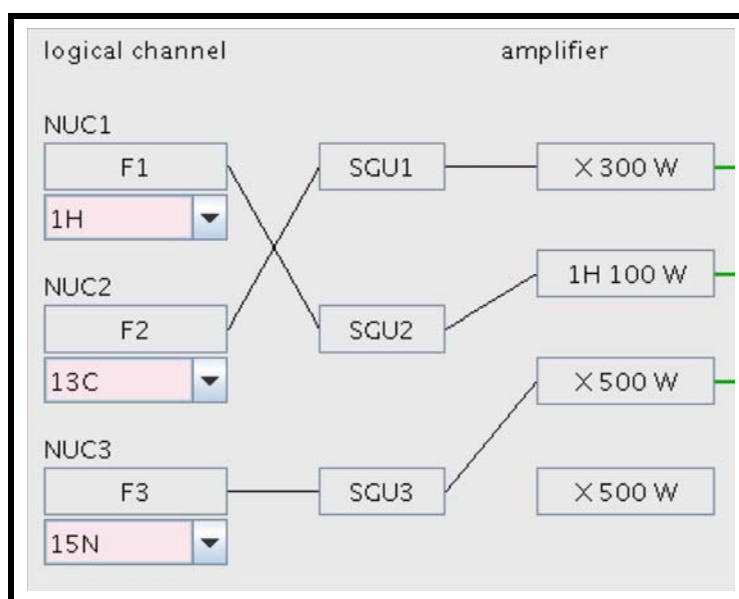 logical channel amplifier
NUC1
F1 SGU1 X 300 W
1H
1H 100 W
NUC2
F2 SGU2
13C X 500 W
NUC3
F3 SGU3 X 500 W
15N